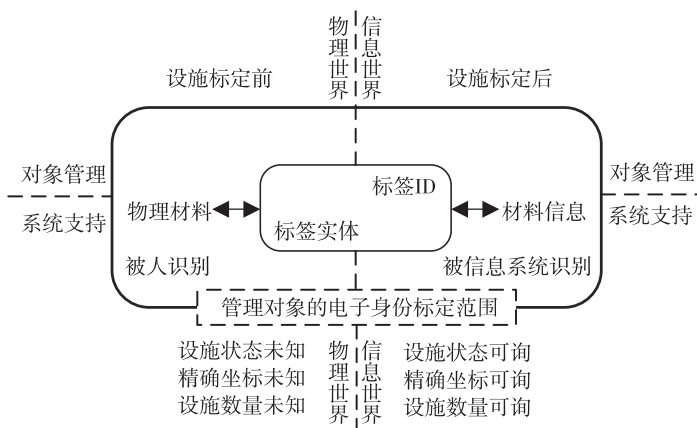 物理世界
信息世界
设施标定前
设施标定后
对象管理
系统支持
对象管理
系统支持
标签ID
物理材料
材料信息
标签实体
被人识别
被信息系统识别
管理对象的电子身份标定范围
设施状态未知
精确坐标未知
设施数量未知
物理世界
信息世界
设施状态可询
精确坐标可询
设施数量可询